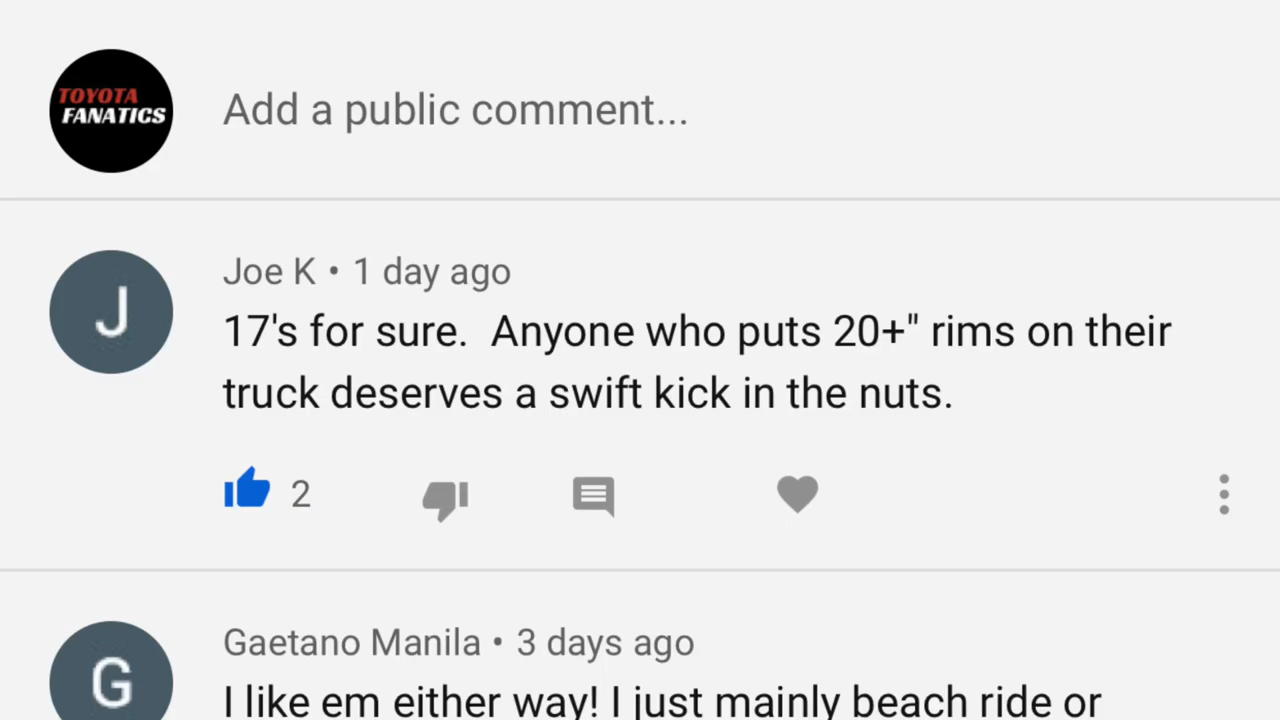 TOYOTA
FANATICS
Add a public comment...
J
Joe K • 1 day ago
17's for sure.  Anyone who puts 20+" rims on their
truck deserves a swift kick in the nuts.
2
G
Gaetano Manila • 3 days ago
I like em either way! I just mainly beach ride or